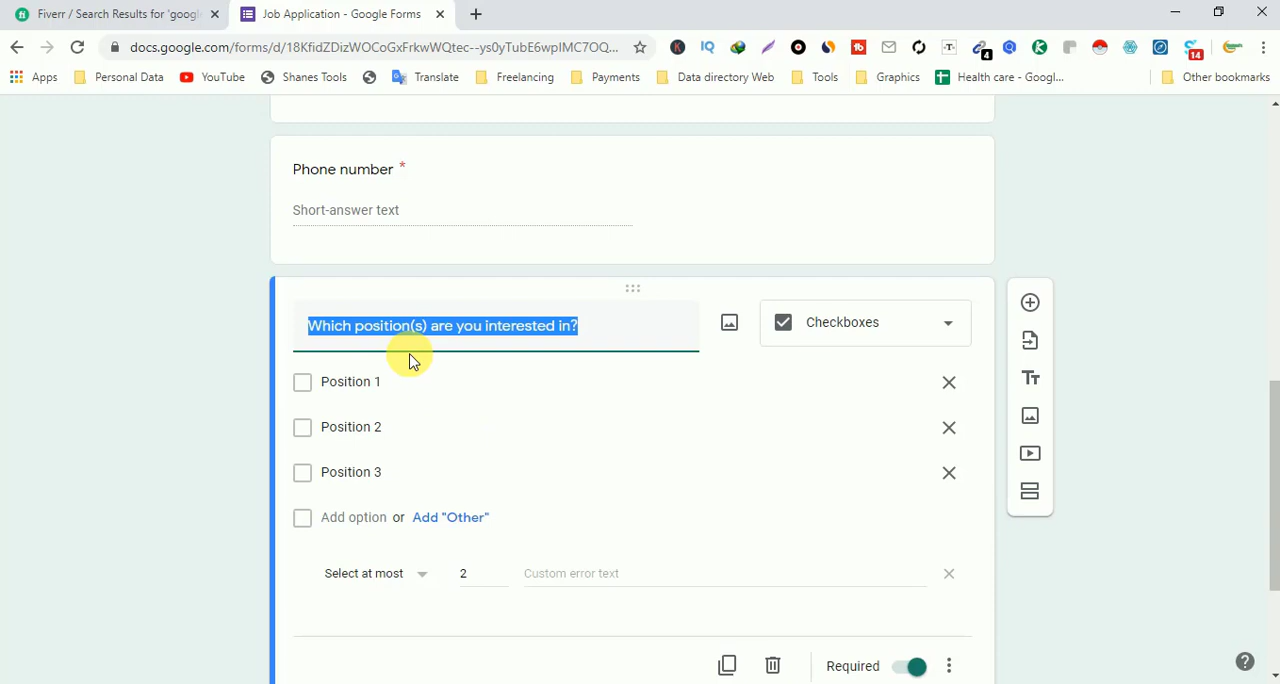 Fiverr / Search Results for 'googl
Job Application - Google Forms
docs.google.com/forms/d/18KfidZDizWOCoGxFrkwWQtec--ys0yTubE6wpIMC7OQ...
4
14
Apps
Personal Data
YouTube
Shanes Tools
Translate
Freelancing
Payments
Data directory Web
Tools
Graphics
Health care - Googl...
Other bookmarks
Phone number *
Short-answer text
Which position(s) are you interested in?
Checkboxes
Position 1
Position 2
Position 3
Add option or Add "Other"
Select at most 2 Custom error text
Required